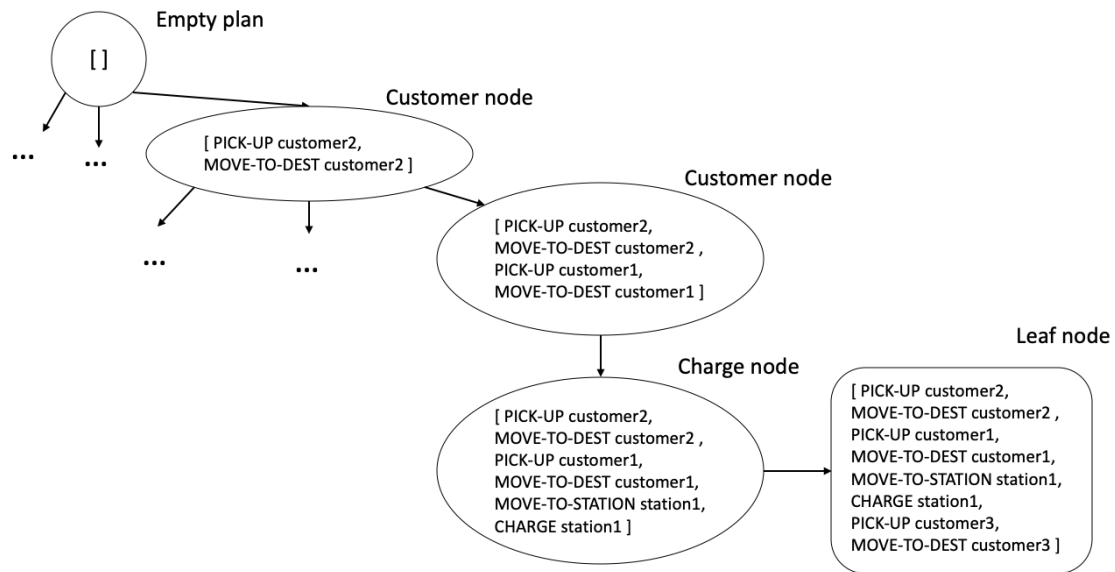 Empty plan
[ ]
Customer node
[ PICK-UP customer2,
MOVE-TO-DEST customer2 ]
...
...
Customer node
[ PICK-UP customer2,
MOVE-TO-DEST customer2 ,
PICK-UP customer1,
MOVE-TO-DEST customer1 ]
...
...
Charge node
[ PICK-UP customer2,
MOVE-TO-DEST customer2 ,
PICK-UP customer1,
MOVE-TO-DEST customer1,
MOVE-TO-STATION station1,
CHARGE station1 ]
Leaf node
[ PICK-UP customer2,
MOVE-TO-DEST customer2 ,
PICK-UP customer1,
MOVE-TO-DEST customer1,
MOVE-TO-STATION station1,
CHARGE station1,
PICK-UP customer3,
MOVE-TO-DEST customer3 ]